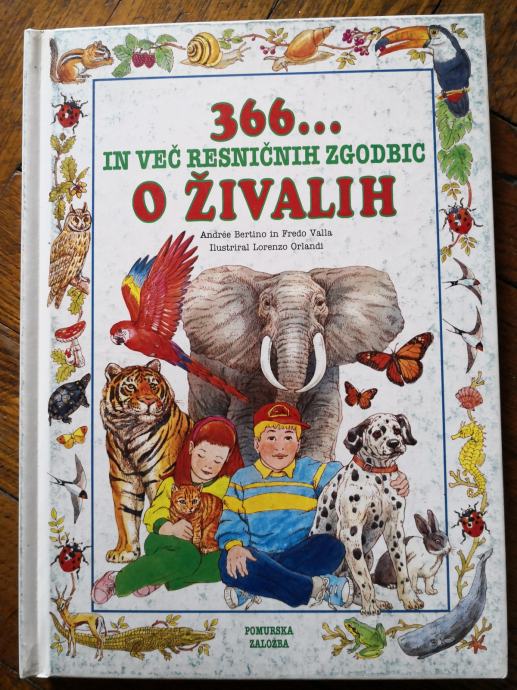 366...
IN VEČ RESNIČNIH ZGODBIC
O ŽIVALIH
Andrée Bertino in Fredo Valla
Ilustriral Lorenzo Orlandi
POMURSKA
ZALOŽBA